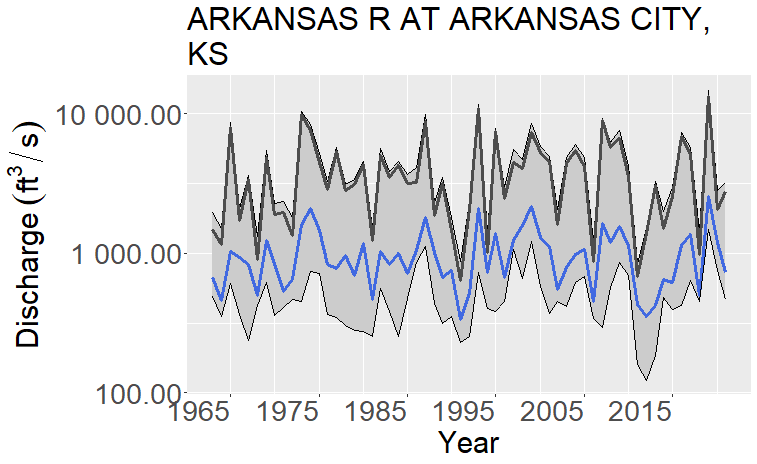 ARKANSAS R AT ARKANSAS CITY,
KS
Discharge (ft³/s)
10 000.00
1 000.00
100.00
1965 1975 1985 1995 2005 2015
Year